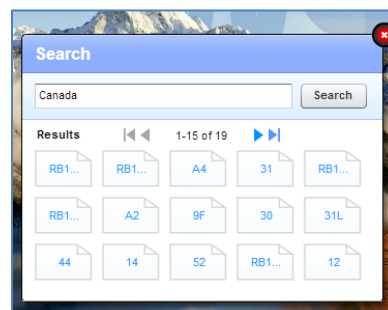 Search
Canada Search
Results 1-15 of 19
RB1... RB1... A4 31 RB1...
RB1... A2 9F 30 31L
44 14 52 RB1... 12